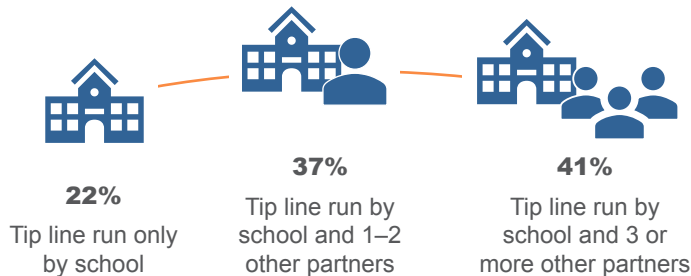 22%
Tip line run only
by school
37%
Tip line run by
school and 1–2
other partners
41%
Tip line run by
school and 3 or
more other partners